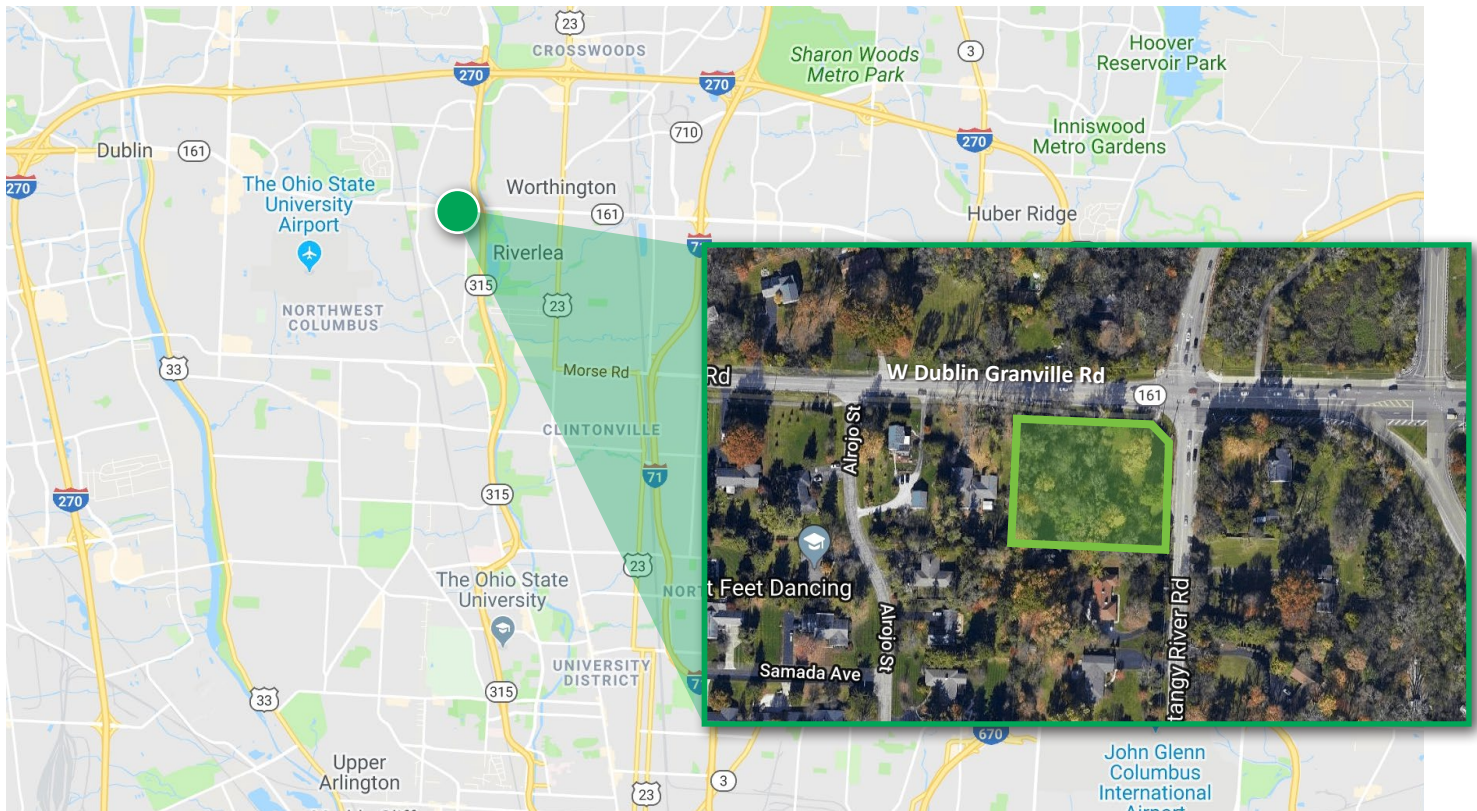 23
CROSSWOODS
Sharon Woods
Metro Park
3
Hoover
Reservoir Park
270
270
710
Inniswood
Metro Gardens
270
Dublin
161
270
The Ohio State
University
Airport
Worthington
161
Huber Ridge
Riverlea
315
NORTHWEST
COLUMBUS
23
33
Morse Rd
CLINTONVILLE
71
270
315
23
The Ohio State
University
UNIVERSITY
DISTRICT
315
33
Upper
Arlington
23
3
670
John Glenn
Columbus
International
Airport
Rd
W Dublin Granville Rd
161
Alrojo St
t Feet Dancing
Alrojo St
Samada Ave
tangy River Rd